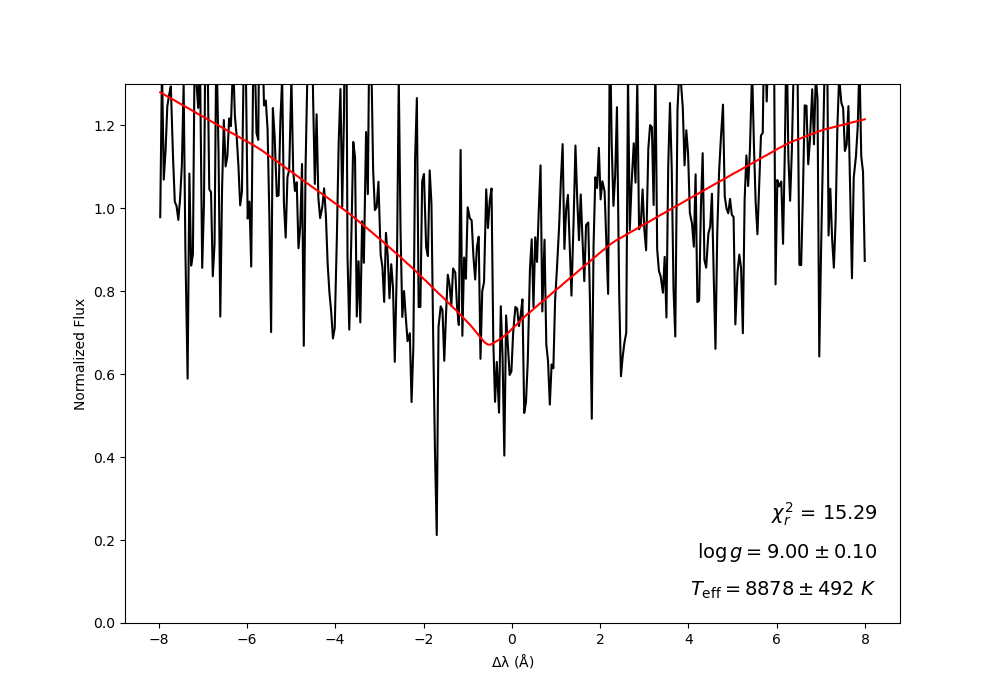 Normalized Flux
1.2
1.0
0.8
0.6
0.4
0.2
0.0
χ²ᵣ = 15.29
log g = 9.00 ± 0.10
T_eff = 8878 ± 492 K
−8 −6 −4 −2 0 2 4 6 8
Δλ (Å)